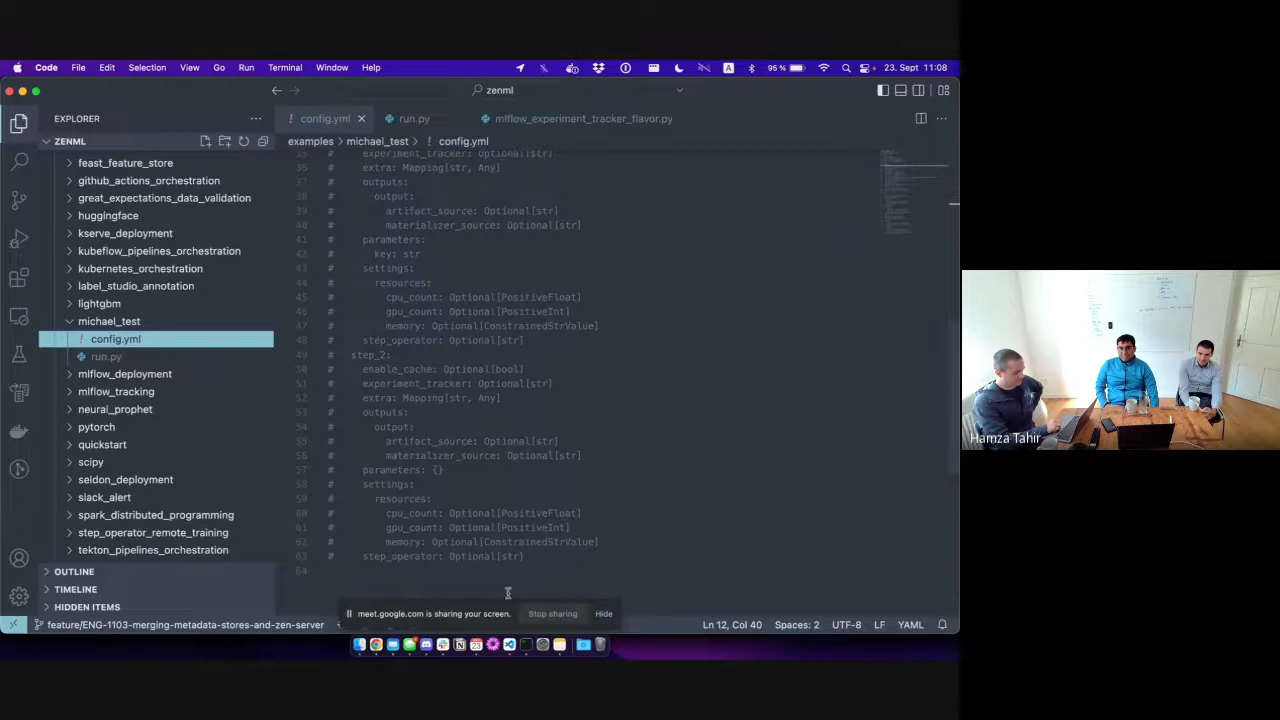 Code File Edit Selection View Go Run Terminal Window Help
95 % 23. Sept 11:08
zenml
EXPLORER
config.yml
run.py
mlflow_experiment_tracker_flavor.py
ZENML
examples > michael_test > ! config.yml
feast_feature_store
github_actions_orchestration
great_expectations_data_validation
huggingface
kserve_deployment
kubeflow_pipelines_orchestration
kubernetes_orchestration
label_studio_annotation
lightgbm
michael_test
! config.yml
run.py
mlflow_deployment
mlflow_tracking
neural_prophet
pytorch
quickstart
scipy
seldon_deployment
slack_alert
spark_distributed_programming
step_operator_remote_training
tekton_pipelines_orchestration
OUTLINE
TIMELINE
HIDDEN ITEMS
35 # experiment_tracker: Optional[str]
36 # extra: Mapping[str, Any]
37 # outputs:
38 # output:
39 # artifact_source: Optional[str]
40 # materializer_source: Optional[str]
41 # parameters:
42 # key: str
43 # settings:
44 # resources:
45 # cpu_count: Optional[PositiveFloat]
46 # gpu_count: Optional[PositiveInt]
47 # memory: Optional[ConstrainedStrValue]
48 # step_operator: Optional[str]
49 # step_2:
50 # enable_cache: Optional[bool]
51 # experiment_tracker: Optional[str]
52 # extra: Mapping[str, Any]
53 # outputs:
54 # output:
55 # artifact_source: Optional[str]
56 # materializer_source: Optional[str]
57 # parameters: {}
58 # settings:
59 # resources:
60 # cpu_count: Optional[PositiveFloat]
61 # gpu_count: Optional[PositiveInt]
62 # memory: Optional[ConstrainedStrValue]
63 # step_operator: Optional[str]
64
meet.google.com is sharing your screen. Stop sharing Hide
feature/ENG-1103-merging-metadata-stores-and-zen-server
Ln 12, Col 40 Spaces: 2 UTF-8 LF YAML
Hamza Tahir